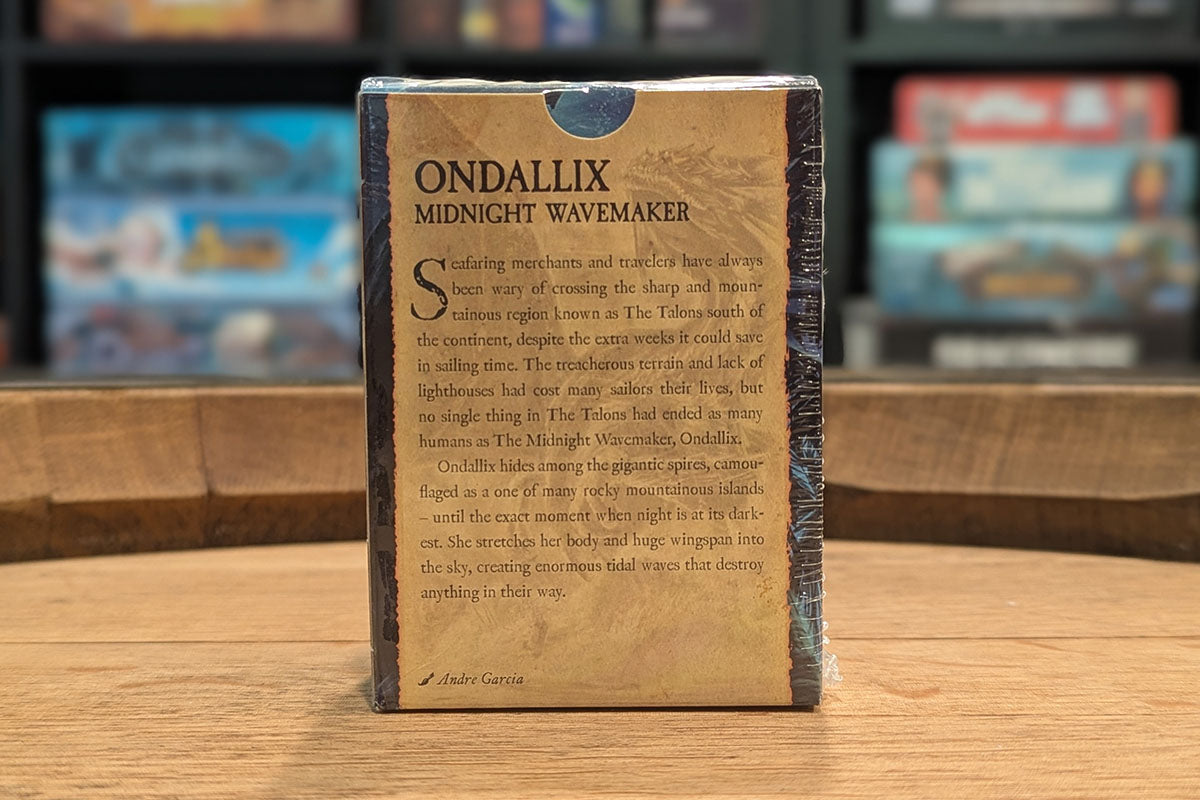 ONDALLIX
MIDNIGHT WAVEMAKER
Seafaring merchants and travelers have always
been wary of crossing the sharp and moun-
tainous region known as The Talons south of
the continent, despite the extra weeks it could save
in sailing time. The treacherous terrain and lack of
lighthouses had cost many sailors their lives, but
no single thing in The Talons had ended as many
humans as The Midnight Wavemaker, Ondallix.
Ondallix hides among the gigantic spires, camou-
flaged as a one of many rocky mountainous islands
– until the exact moment when night is at its dark-
est. She stretches her body and huge wingspan into
the sky, creating enormous tidal waves that destroy
anything in their way.
Andre Garcia